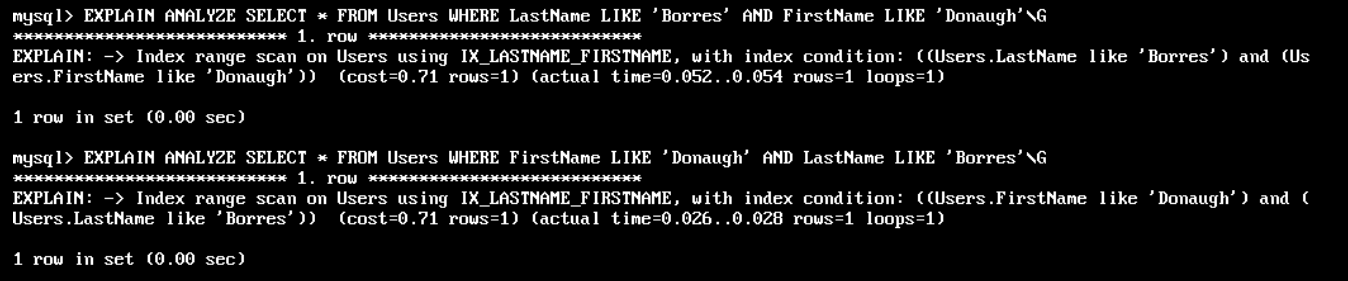 mysql> EXPLAIN ANALYZE SELECT * FROM Users WHERE LastName LIKE 'Borres' AND FirstName LIKE 'Donaugh'\G
*************************** 1. row ***************************
EXPLAIN: -> Index range scan on Users using IX_LASTNAME_FIRSTNAME, with index condition: ((Users.LastName like 'Borres') and (Us
ers.FirstName like 'Donaugh'))  (cost=0.71 rows=1) (actual time=0.052..0.054 rows=1 loops=1)

1 row in set (0.00 sec)

mysql> EXPLAIN ANALYZE SELECT * FROM Users WHERE FirstName LIKE 'Donaugh' AND LastName LIKE 'Borres'\G
*************************** 1. row ***************************
EXPLAIN: -> Index range scan on Users using IX_LASTNAME_FIRSTNAME, with index condition: ((Users.FirstName like 'Donaugh') and (
Users.LastName like 'Borres'))  (cost=0.71 rows=1) (actual time=0.026..0.028 rows=1 loops=1)

1 row in set (0.00 sec)